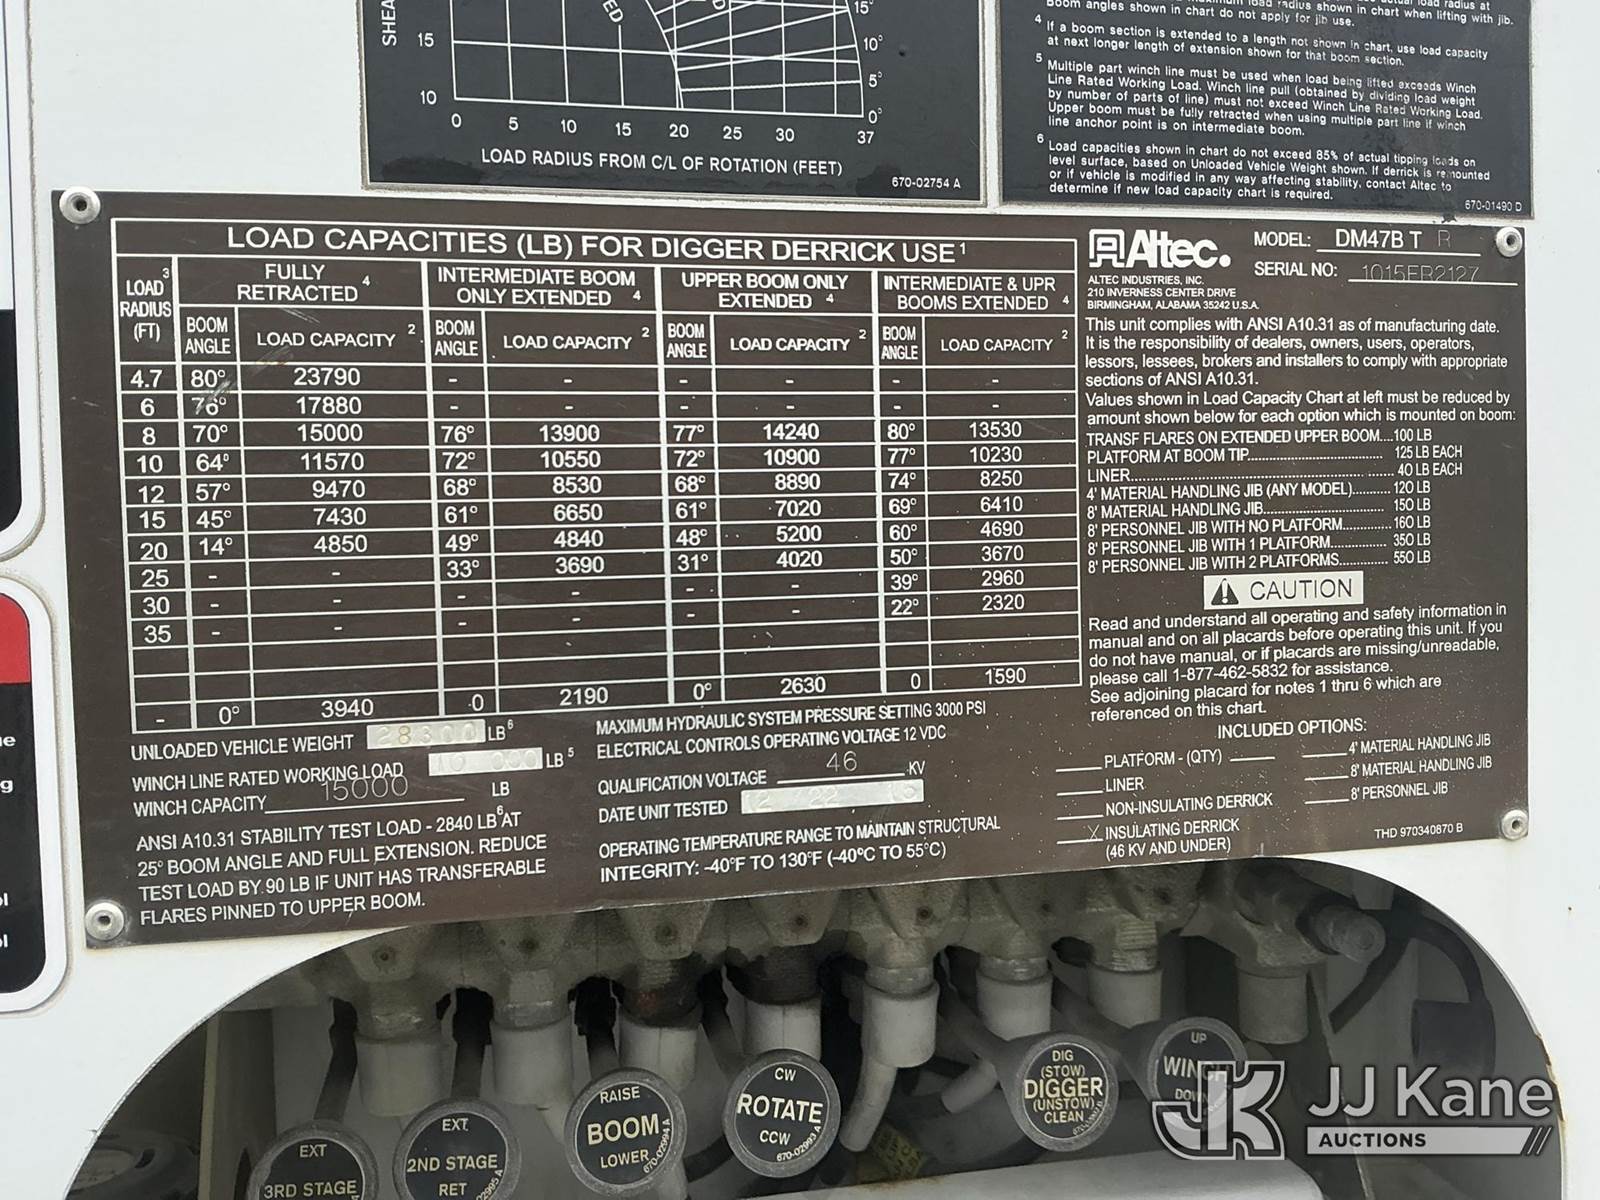 SHEA
15
10
0 5 10 15 20 25 30 37
15°
10°
5°
0°
LOAD RADIUS FROM C/L OF ROTATION (FEET)
670-02754 A
Boom angles shown in chart do not apply for jib use.
4 If a boom section is extended to a length not shown in chart, use load capacity
at next longer length of extension shown for that boom section.
5 Multiple part winch line must be used when load being lifted exceeds Winch
Line Rated Working Load. Winch line pull (obtained by dividing load weight
by number of parts of line) must not exceed Winch Line Rated Working Load.
Upper boom must be fully retracted when using multiple part line if winch
line anchor point is on intermediate boom.
6 Load capacities shown in chart do not exceed 85% of actual tipping loads on
level surface, based on Unloaded Vehicle Weight shown. If derrick is remounted
or if vehicle is modified in any way affecting stability, contact Altec to
determine if new load capacity chart is required.
670-01490 D
LOAD CAPACITIES (LB) FOR DIGGER DERRICK USE 1
LOAD 3 RADIUS (FT)
FULLY RETRACTED 4
INTERMEDIATE BOOM ONLY EXTENDED 4
UPPER BOOM ONLY EXTENDED 4
INTERMEDIATE & UPR BOOMS EXTENDED 4
BOOM ANGLE LOAD CAPACITY 2 BOOM ANGLE LOAD CAPACITY 2 BOOM ANGLE LOAD CAPACITY 2 BOOM ANGLE LOAD CAPACITY 2
4.7 80° 23790 - - - - - -
6 76° 17880 - - - - - -
8 70° 15000 76° 13900 77° 14240 80° 13530
10 64° 11570 72° 10550 72° 10900 77° 10230
12 57° 9470 68° 8530 68° 8890 74° 8250
15 45° 7430 61° 6650 61° 7020 69° 6410
20 14° 4850 49° 4840 48° 5200 60° 4690
25 - - 33° 3690 31° 4020 50° 3670
30 - - - - - - 39° 2960
35 - - - - - - 22° 2320
- 0° 3940 0 2190 0° 2630 0 1590
UNLOADED VEHICLE WEIGHT 28300 LB 6
WINCH LINE RATED WORKING LOAD 10 000 LB 5
WINCH CAPACITY 15000 LB
ANSI A10.31 STABILITY TEST LOAD - 2840 LB 6 AT
25° BOOM ANGLE AND FULL EXTENSION. REDUCE
TEST LOAD BY 90 LB IF UNIT HAS TRANSFERABLE
FLARES PINNED TO UPPER BOOM.
MAXIMUM HYDRAULIC SYSTEM PRESSURE SETTING 3000 PSI
ELECTRICAL CONTROLS OPERATING VOLTAGE 12 VDC
QUALIFICATION VOLTAGE 46 KV
DATE UNIT TESTED 12 /22
OPERATING TEMPERATURE RANGE TO MAINTAIN STRUCTURAL
INTEGRITY: -40°F TO 130°F (-40°C TO 55°C)
Altec.
MODEL: DM47B T R
SERIAL NO: 1015FR2127
ALTEC INDUSTRIES, INC.
210 INVERNESS CENTER DRIVE
BIRMINGHAM, ALABAMA 35242 U.S.A.
This unit complies with ANSI A10.31 as of manufacturing date.
It is the responsibility of dealers, owners, users, operators,
lessors, lessees, brokers and installers to comply with appropriate
sections of ANSI A10.31.
Values shown in Load Capacity Chart at left must be reduced by
amount shown below for each option which is mounted on boom:
TRANSF FLARES ON EXTENDED UPPER BOOM....100 LB
PLATFORM AT BOOM TIP.... 125 LB EACH
LINER.... 40 LB EACH
4' MATERIAL HANDLING JIB (ANY MODEL).... 120 LB
8' MATERIAL HANDLING JIB.... 150 LB
8' PERSONNEL JIB WITH NO PLATFORM.... 160 LB
8' PERSONNEL JIB WITH 1 PLATFORM.... 350 LB
8' PERSONNEL JIB WITH 2 PLATFORMS.... 550 LB
CAUTION
Read and understand all operating and safety information in
manual and on all placards before operating this unit. If you
do not have manual, or if placards are missing/unreadable,
please call 1-877-462-5832 for assistance.
See adjoining placard for notes 1 thru 6 which are
referenced on this chart.
INCLUDED OPTIONS:
PLATFORM - (QTY)
LINER
NON-INSULATING DERRICK
X INSULATING DERRICK
(46 KV AND UNDER)
4' MATERIAL HANDLING JIB
8' MATERIAL HANDLING JIB
8' PERSONNEL JIB
THD 970340870 B
EXT
3RD STAGE
EXT
2ND STAGE
RET
RAISE
BOOM
LOWER
670-02994 A
CW
ROTATE
CCW
670-02993 A
DIG
(STOW)
DIGGER
(UNSTOW)
CLEAN
UP
WINCH
DOWN
JK JJ Kane
AUCTIONS